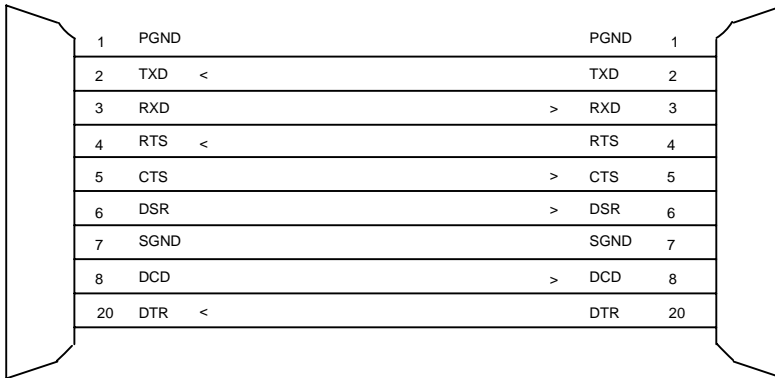 1 PGND PGND 1
2 TXD < TXD 2
3 RXD > RXD 3
4 RTS < RTS 4
5 CTS > CTS 5
6 DSR > DSR 6
7 SGND SGND 7
8 DCD > DCD 8
20 DTR < DTR 20